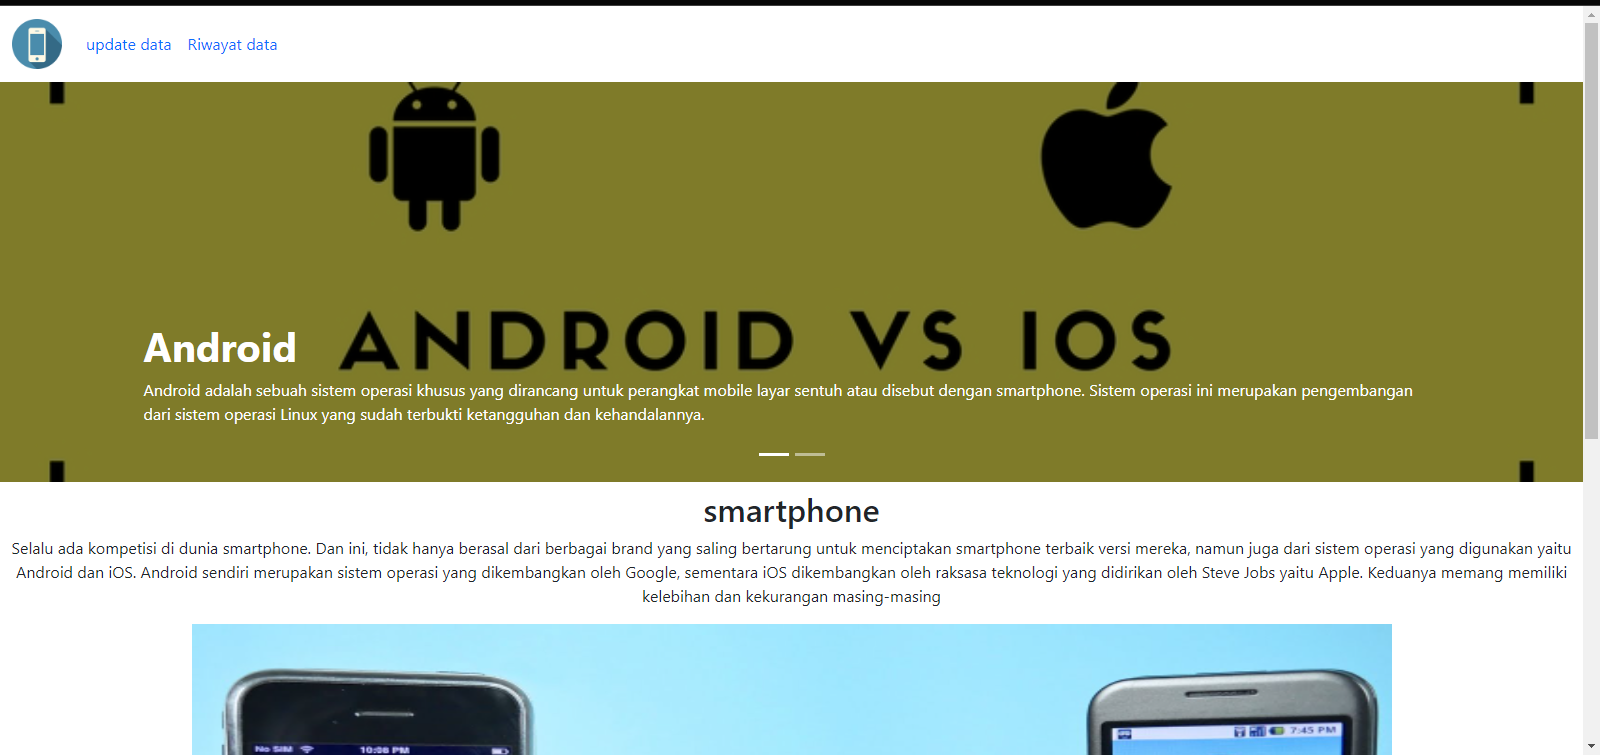 update data Riwayat data
ANDROID VS IOS
Android
Android adalah sebuah sistem operasi khusus yang dirancang untuk perangkat mobile layar sentuh atau disebut dengan smartphone. Sistem operasi ini merupakan pengembangan
dari sistem operasi Linux yang sudah terbukti ketangguhan dan kehandalannya.
smartphone
Selalu ada kompetisi di dunia smartphone. Dan ini, tidak hanya berasal dari berbagai brand yang saling bertarung untuk menciptakan smartphone terbaik versi mereka, namun juga dari sistem operasi yang digunakan yaitu
Android dan iOS. Android sendiri merupakan sistem operasi yang dikembangkan oleh Google, sementara iOS dikembangkan oleh raksasa teknologi yang didirikan oleh Steve Jobs yaitu Apple. Keduanya memang memiliki
kelebihan dan kekurangan masing-masing
7:45 PM
No SIM 10:08 PM